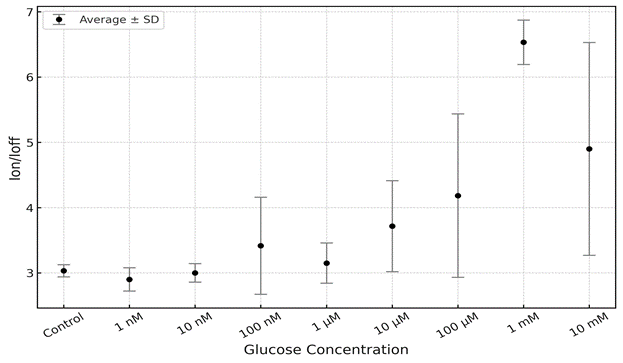 7
Average ± SD
6
5
4
3
Ion/Ioff
Control
1 nM
10 nM
100 nM
1 µM
10 µM
100 µM
1 mM
10 mM
Glucose Concentration